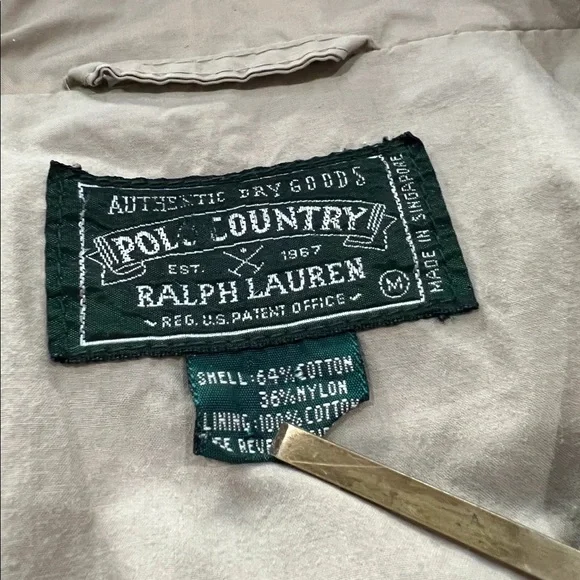 AUTHENTIC DRY GOODS
POLO COUNTRY
EST. 1967
RALPH LAUREN
M
REG. U.S. PATENT OFFICE
MADE IN SINGAPORE
SHELL: 64% COTTON
36% NYLON
LINING: 100% COTTON